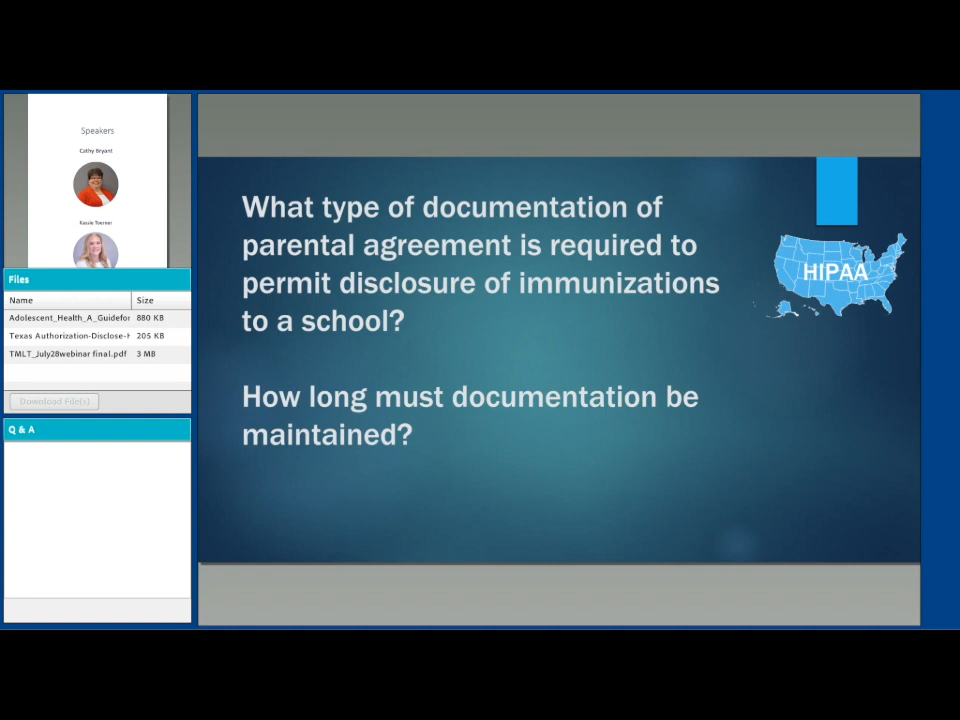 Speakers
Cathy Bryant
Kassie Toerner
Files
Name Size
Adolescent_Health_A_Guidefor 880 KB
Texas Authorization-Disclose-H 205 KB
TMLT_July28webinar final.pdf 3 MB
Download File(s)
Q & A
What type of documentation of
parental agreement is required to
permit disclosure of immunizations
to a school?
How long must documentation be
maintained?
HIPAA